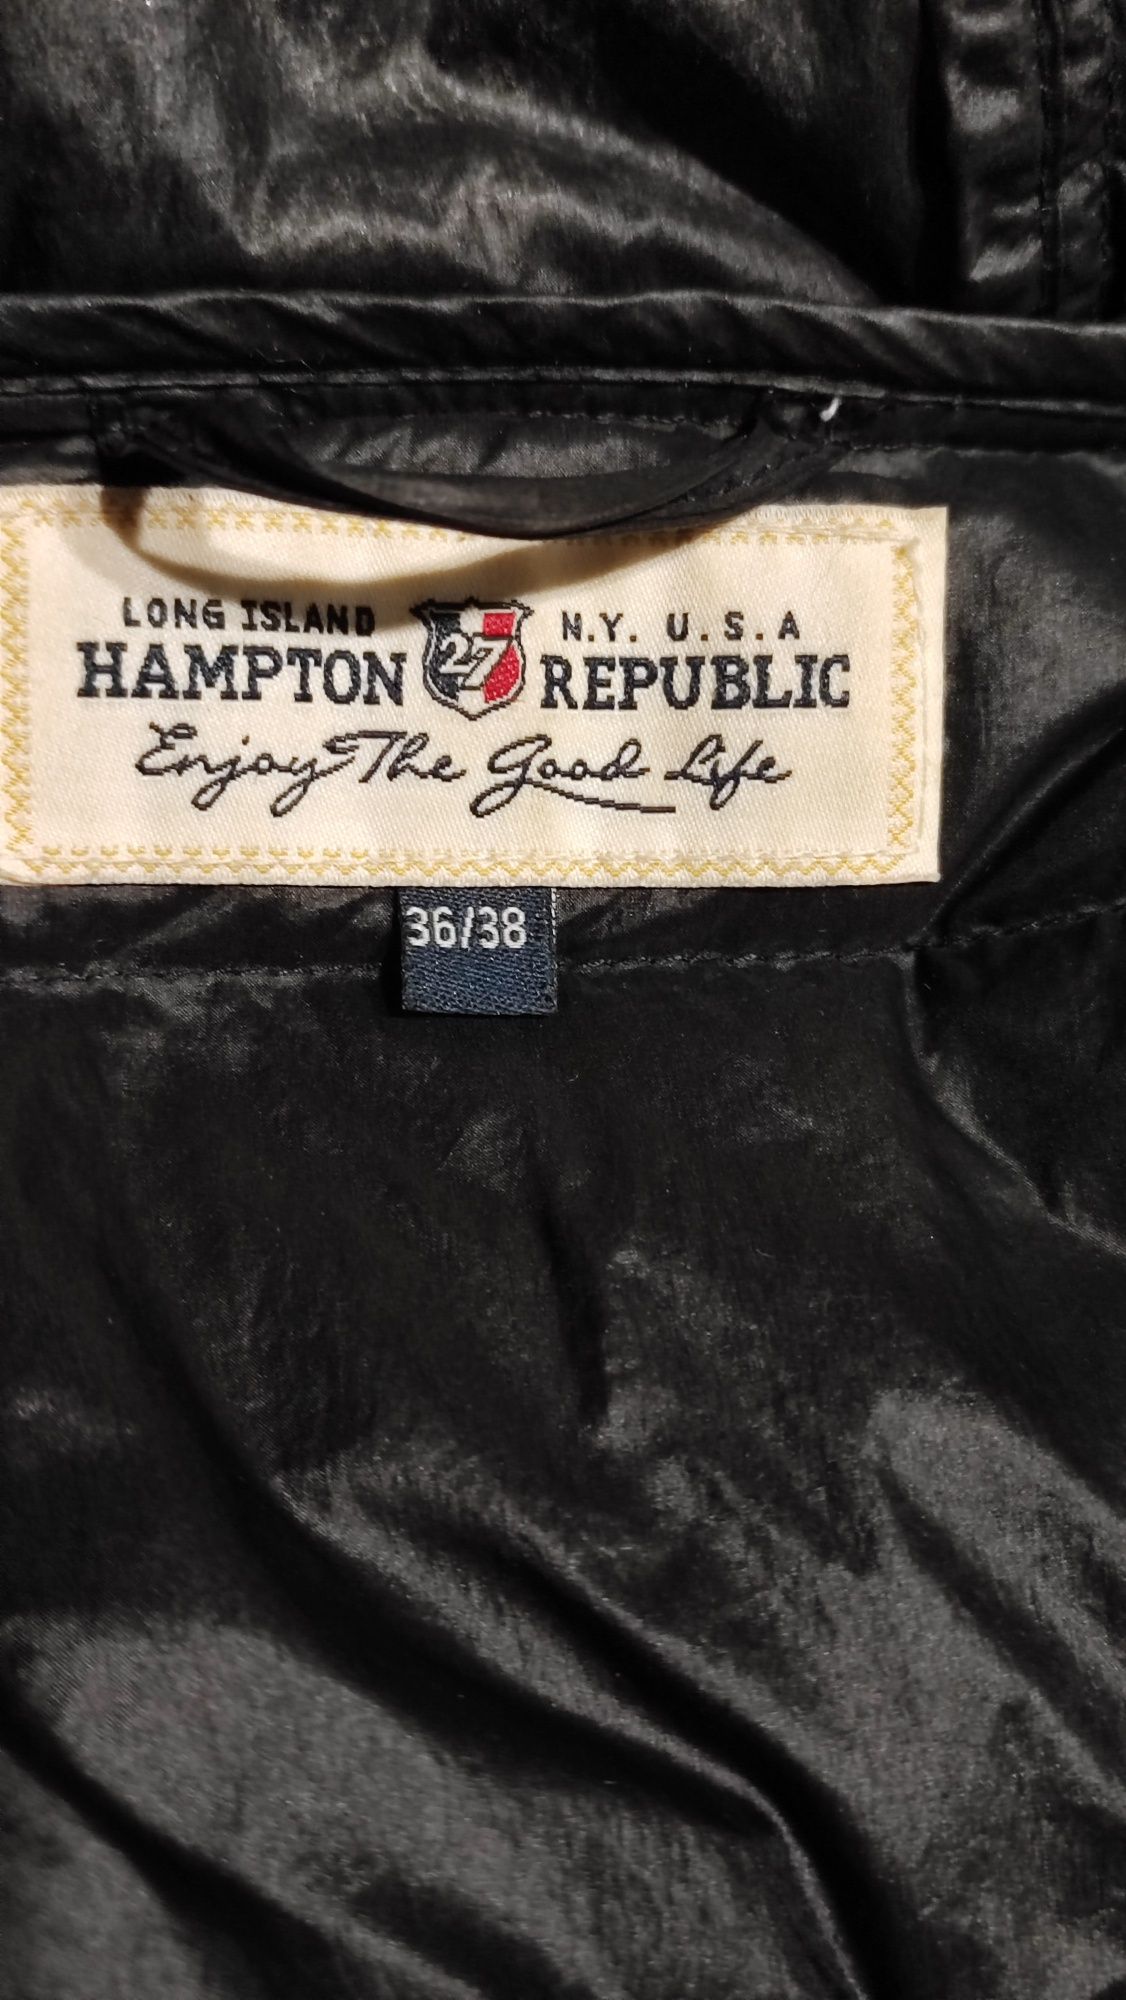 LONG ISLAND N.Y. U.S.A
HAMPTON 27 REPUBLIC
Enjoy The Good Life
36/38